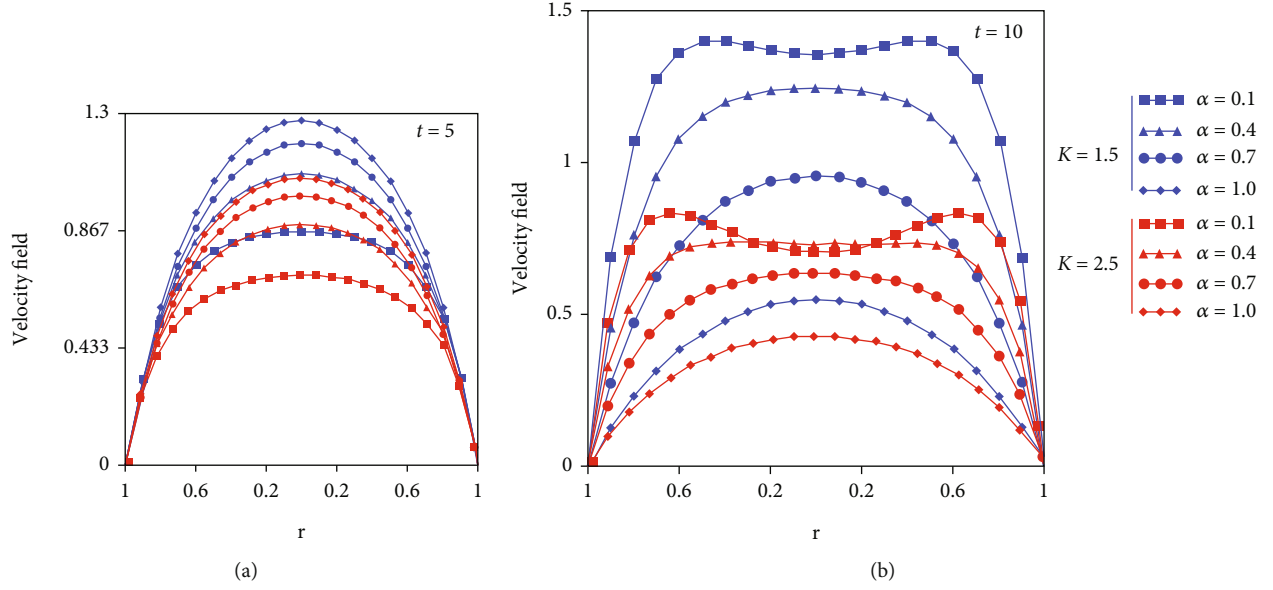 t = 5
1.3
0.867
0.433
0
Velocity field
1 0.6 0.2 0.2 0.6 1
r
(a)
t = 10
1.5
1
0.5
0
Velocity field
1 0.6 0.2 0.2 0.6 1
r
(b)
K = 1.5
α = 0.1
α = 0.4
α = 0.7
α = 1.0
K = 2.5
α = 0.1
α = 0.4
α = 0.7
α = 1.0